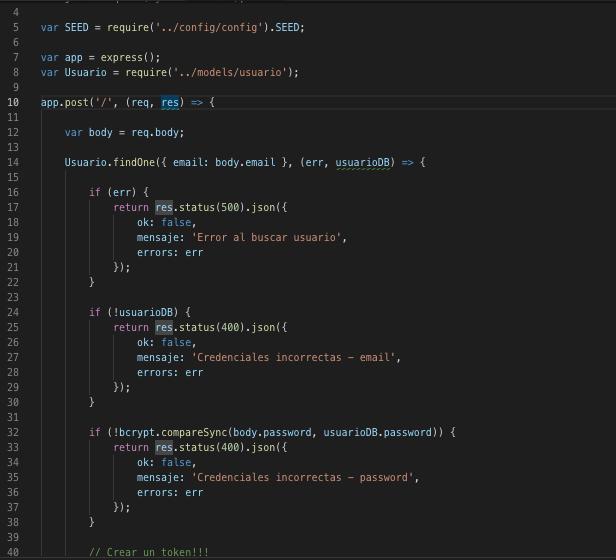 4
5 var SEED = require('../config/config').SEED;
6
7 var app = express();
8 var Usuario = require('../models/usuario');
9
10 app.post('/', (req, res) => {
11
12 var body = req.body;
13
14 Usuario.findOne({ email: body.email }, (err, usuarioDB) => {
15
16 if (err) {
17 return res.status(500).json({
18 ok: false,
19 mensaje: 'Error al buscar usuario',
20 errors: err
21 });
22 }
23
24 if (!usuarioDB) {
25 return res.status(400).json({
26 ok: false,
27 mensaje: 'Credenciales incorrectas - email',
28 errors: err
29 });
30 }
31
32 if (!bcrypt.compareSync(body.password, usuarioDB.password)) {
33 return res.status(400).json({
34 ok: false,
35 mensaje: 'Credenciales incorrectas - password',
36 errors: err
37 });
38 }
39
40 // Crear un token!!!